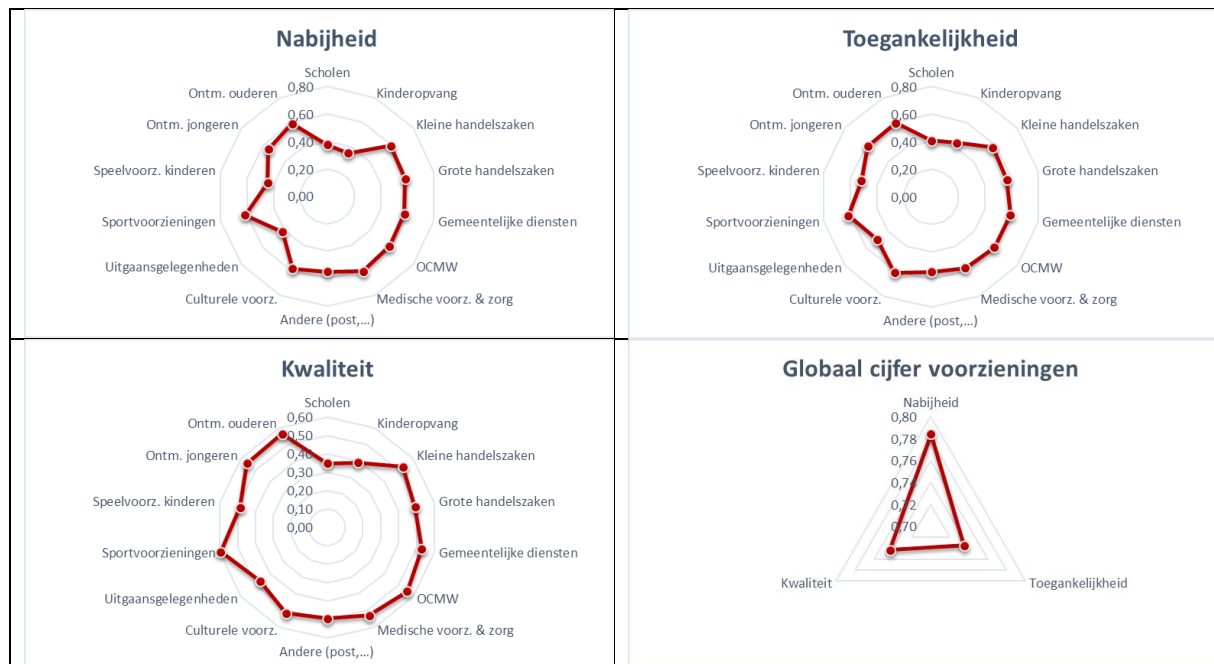 Nabijheid
Scholen
Kinderopvang
Kleine handelszaken
Grote handelszaken
Gemeentelijke diensten
OCMW
Medische voorz. & zorg
Andere (post,...)
Culturele voorz.
Uitgaansgelegenheden
Sportvoorzieningen
Speelvoorz. kinderen
Ontm. jongeren
Ontm. ouderen
0,80
0,60
0,40
0,20
0,00
Toegankelijkheid
Scholen
Kinderopvang
Kleine handelszaken
Grote handelszaken
Gemeentelijke diensten
OCMW
Medische voorz. & zorg
Andere (post,...)
Culturele voorz.
Uitgaansgelegenheden
Sportvoorzieningen
Speelvoorz. kinderen
Ontm. jongeren
Ontm. ouderen
0,80
0,60
0,40
0,20
0,00
Kwaliteit
Scholen
Kinderopvang
Kleine handelszaken
Grote handelszaken
Gemeentelijke diensten
OCMW
Medische voorz. & zorg
Andere (post,...)
Culturele voorz.
Uitgaansgelegenheden
Sportvoorzieningen
Speelvoorz. kinderen
Ontm. jongeren
Ontm. ouderen
0,60
0,50
0,40
0,30
0,20
0,10
0,00
Globaal cijfer voorzieningen
Nabijheid
0,80
0,78
0,76
0,74
0,72
0,70
Kwaliteit
Toegankelijkheid